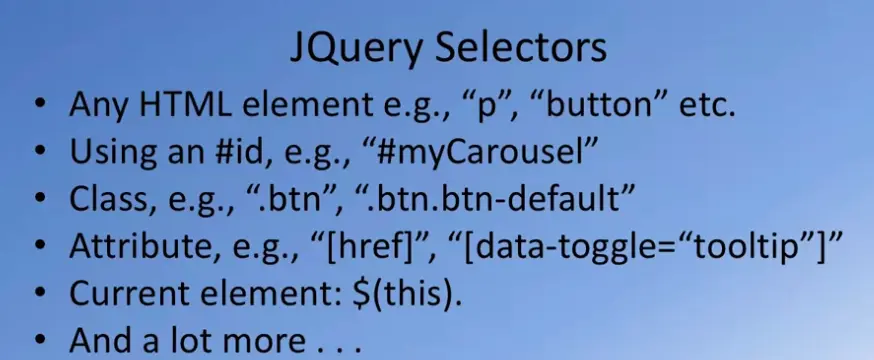 JQuery Selectors
• Any HTML element e.g., “p”, “button” etc.
• Using an #id, e.g., “#myCarousel”
• Class, e.g., “.btn”, “.btn.btn-default”
• Attribute, e.g., “[href]”, “[data-toggle=“tooltip”]”
• Current element: $(this).
• And a lot more . . .